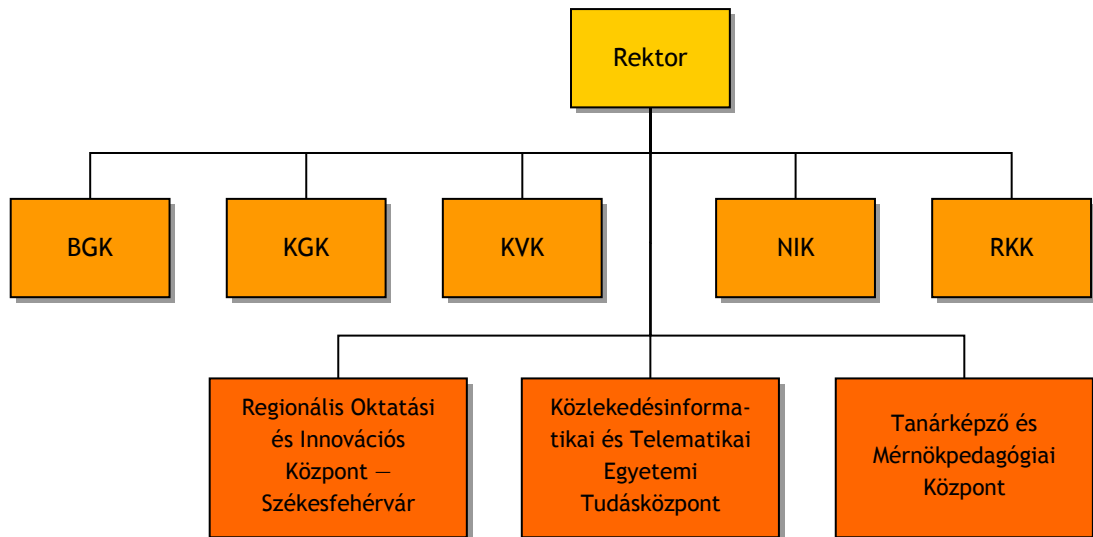 Rektor
BGK
KGK
KVK
NIK
RKK
Regionális Oktatási
és Innovációs
Központ —
Székesfehérvár
Közlekedésinforma-
tikai és Telematikai
Egyetemi
Tudásközpont
Tanárképző és
Mérnökpedagógiai
Központ